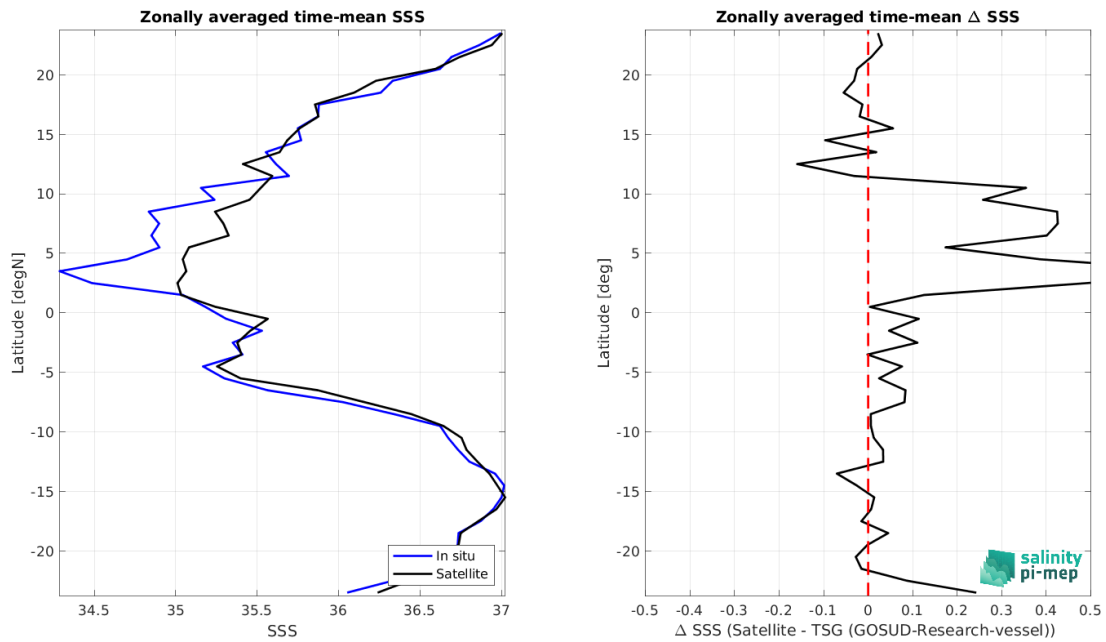 Zonally averaged time-mean SSS
Latitude [degN]
20
15
10
5
0
-5
-10
-15
-20
34.5 35 35.5 36 36.5 37
SSS
In situ
Satellite
Zonally averaged time-mean Δ SSS
Latitude [deg]
20
15
10
5
0
-5
-10
-15
-20
-0.5 -0.4 -0.3 -0.2 -0.1 0 0.1 0.2 0.3 0.4 0.5
Δ SSS (Satellite - TSG (GOSUD-Research-vessel))
salinity
pi-mep